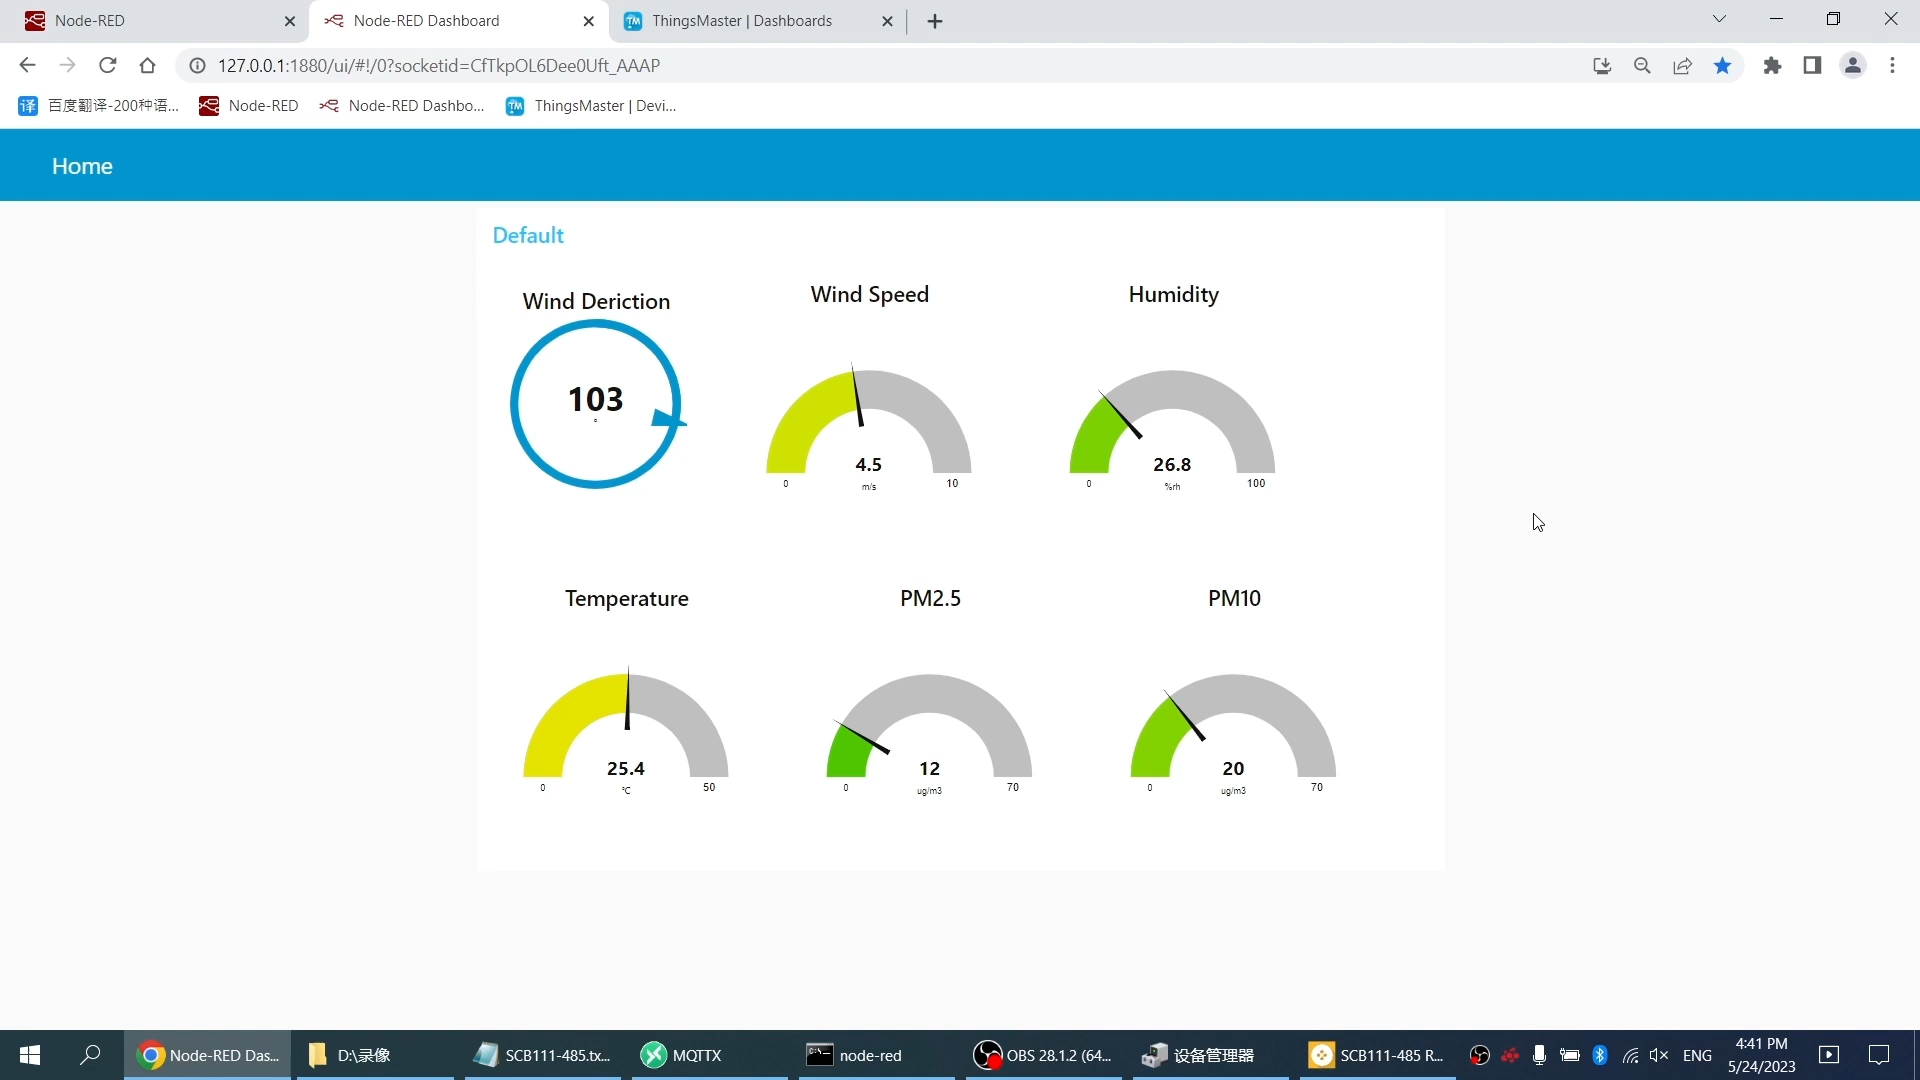 Node-RED
Node-RED Dashboard
ThingsMaster | Dashboards
127.0.0.1:1880/ui/#!/0?socketid=CfTkpOL6Dee0Uft_AAAP
译 百度翻译-200种语...
Node-RED
Node-RED Dashbo...
ThingsMaster | Devi...
Home
Default
Wind Deriction
103
°
Wind Speed
4.5
0 m/s 10
Humidity
26.8
0 %rh 100
Temperature
25.4
0 °C 50
PM2.5
12
0 ug/m3 70
PM10
20
0 ug/m3 70
Node-RED Das...
D:\录像
SCB111-485.tx...
MQTTX
node-red
OBS 28.1.2 (64...
设备管理器
SCB111-485 R...
ENG
4:41 PM
5/24/2023